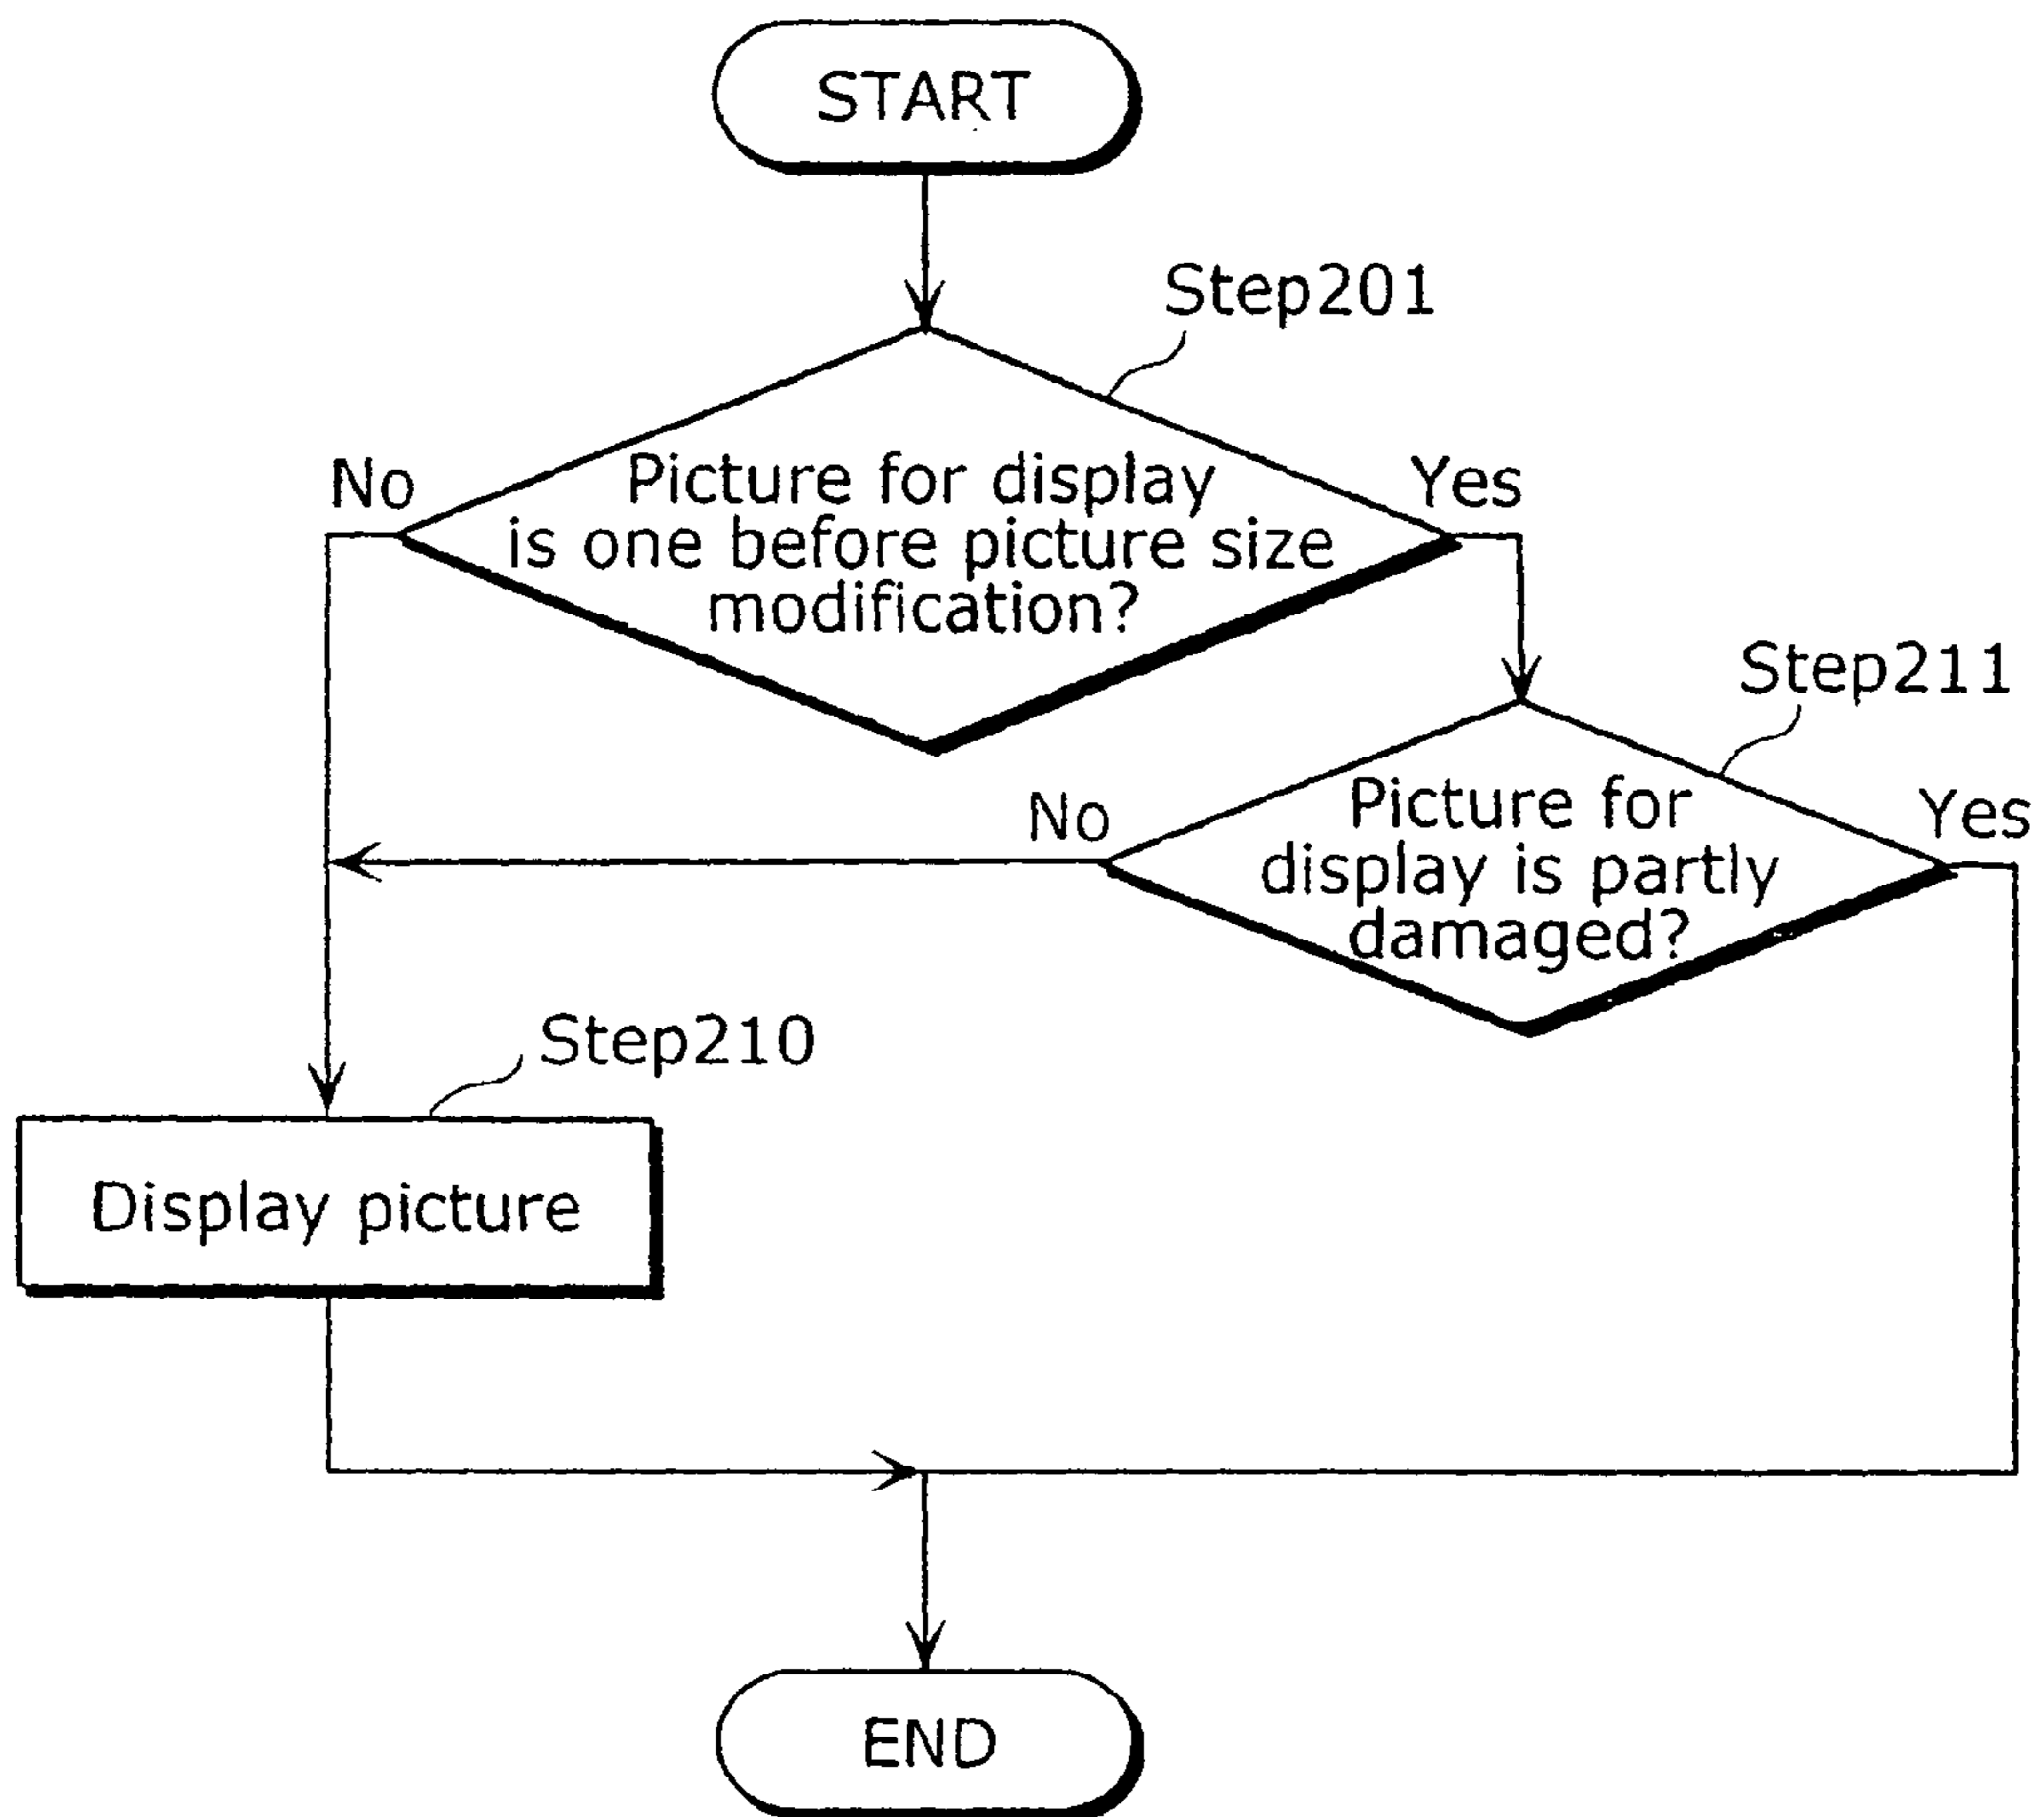 START
Step201
No
Yes
Picture for display
is one before picture size
modification?
Step211
No
Yes
Picture for
display is partly
damaged?
Step210
Display picture
END